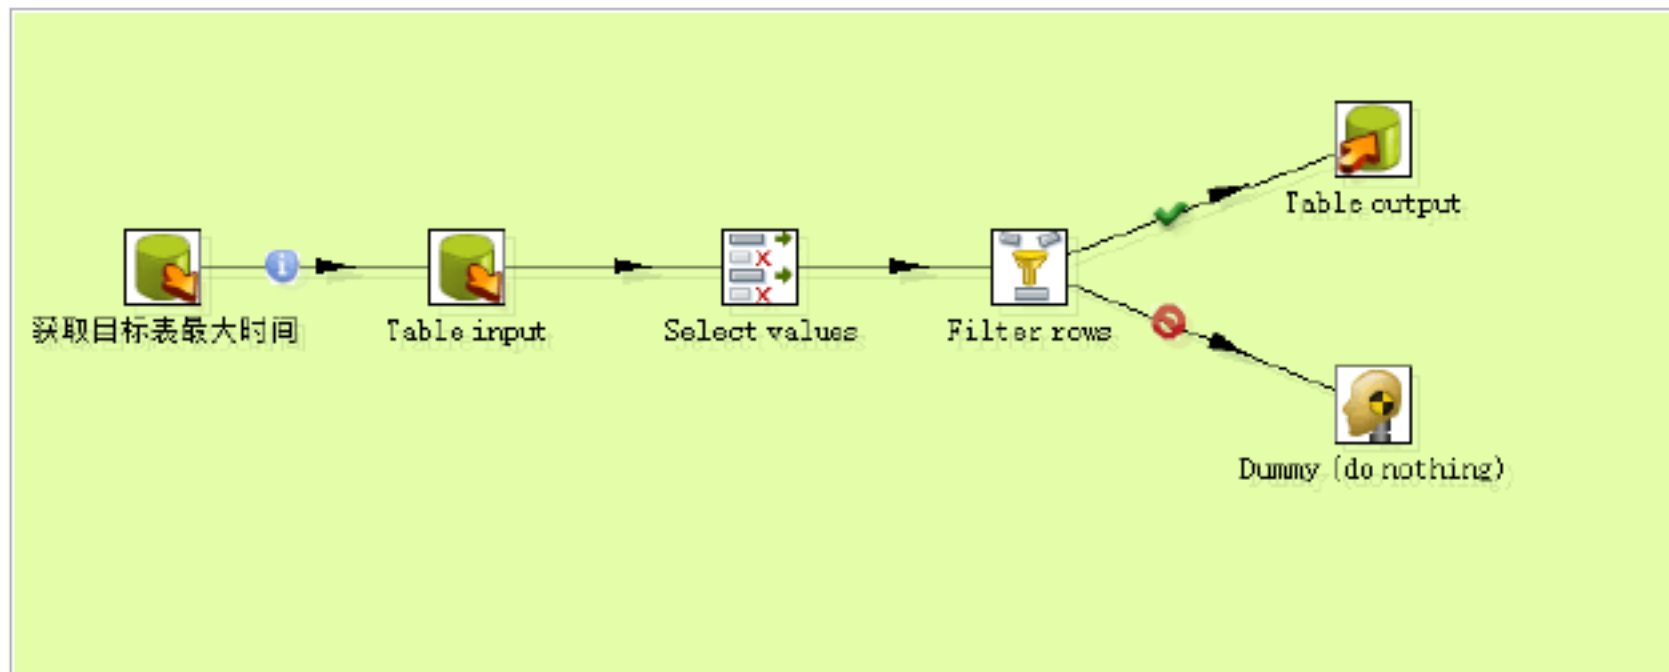 Table output
获取目标表最大时间
Table input
Select values
Filter rows
Dummy (do nothing)